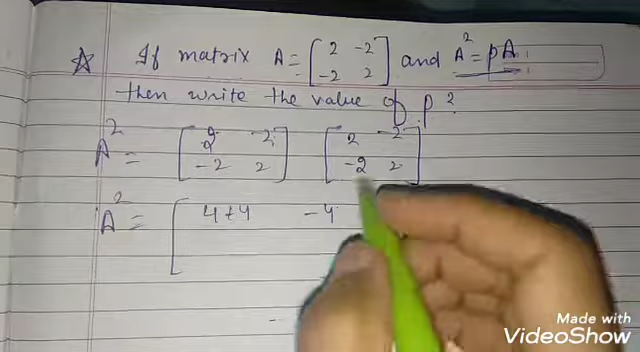 ☆ If matrix A = [2 -2 -2 2] and A² = pA
then write the value of P ?
A² = [2 -2 -2 2] [2 -2 -2 2]
A² = [4+4 -4
Made with
VideoShow